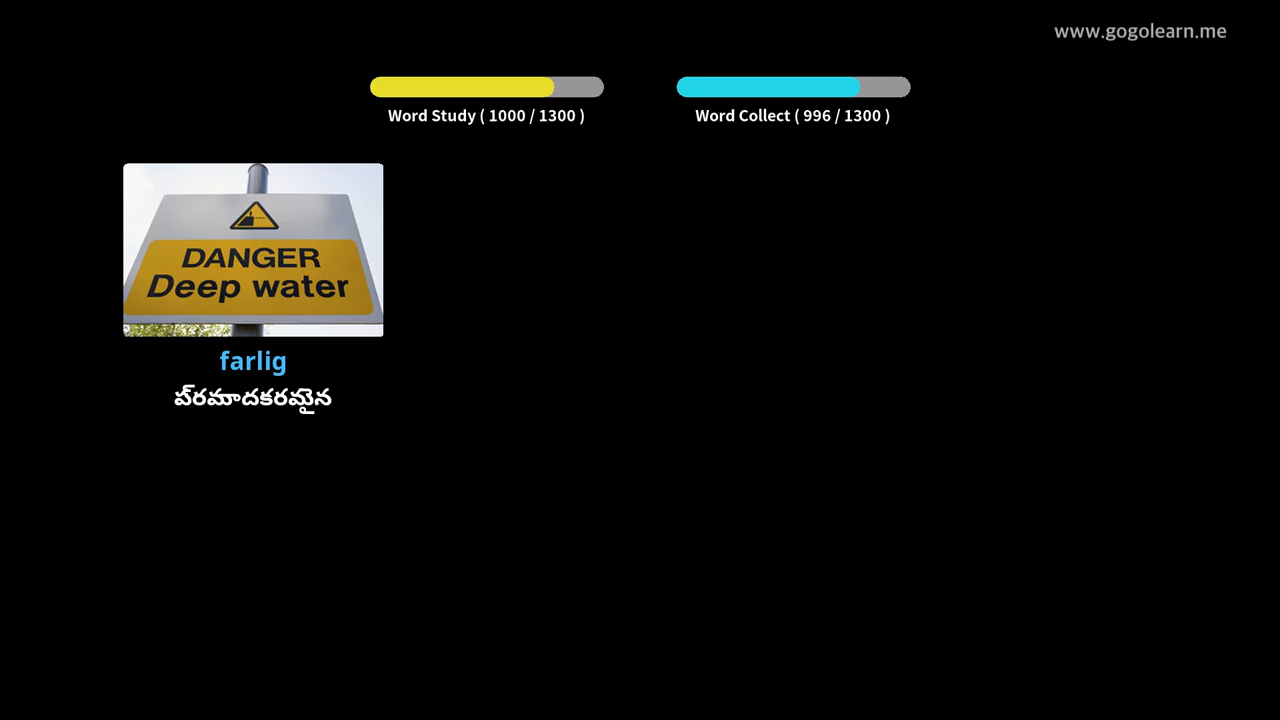 www.gogolearn.me
Word Study ( 1000 / 1300 )
Word Collect ( 996 / 1300 )
DANGER
Deep water
farlig
ప్రమాదకరమైన